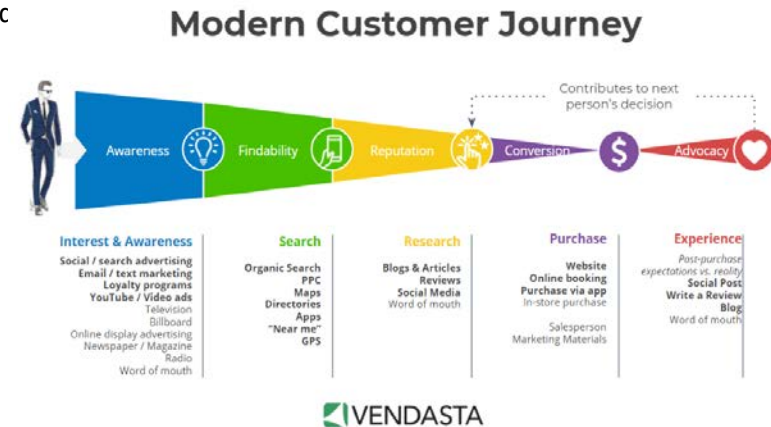 c
Modern Customer Journey
Contributes to next
person's decision
Awareness
Findability
Reputation
Conversion
$
Advocacy
Interest & Awareness
Social / search advertising
Email / text marketing
Loyalty programs
YouTube / Video ads
Television
Billboard
Online display advertising
Newspaper / Magazine
Radio
Word of mouth
Search
Organic Search
PPC
Maps
Directories
Apps
"Near me"
GPS
Research
Blogs & Articles
Reviews
Social Media
Word of mouth
Purchase
Website
Online booking
Purchase via app
In-store purchase
Salesperson
Marketing Materials
Experience
Post-purchase
expectations vs. reality
Social Post
Write a Review
Blog
Word of mouth
VENDASTA